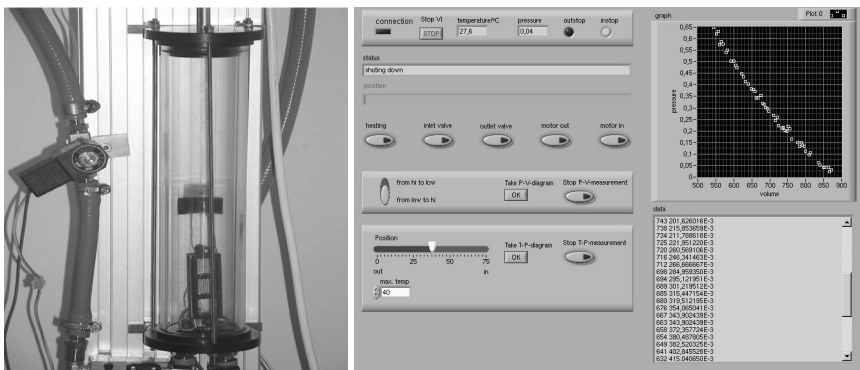 connection
Stop VI
STOP
temperature/°C
27,6
pressure
0,04
outstop
instop
status
shuting down
position
heating
inlet valve
outlet valve
motor out
motor in
from hi to low
from low to hi
Take P-V-diagram
OK
Stop P-V-measurement
Position
0 25 50 75
out in
max. temp
40
Take T-P-diagram
OK
Stop T-P-measurement
graph
Plot 0
pressure
0,65
0,6
0,55
0,5
0,45
0,4
0,35
0,3
0,25
0,2
0,15
0,1
0,05
0
500 550 600 650 700 750 800 850 900
volume
data
743 201,626016E-3
738 215,853659E-3
734 211,788618E-3
725 221,951220E-3
720 260,569106E-3
716 246,341463E-3
712 266,666667E-3
698 284,959350E-3
694 295,121951E-3
689 301,219512E-3
685 315,447154E-3
680 319,512195E-3
676 354,065041E-3
667 343,902439E-3
663 343,902439E-3
658 372,357724E-3
654 380,487805E-3
649 382,520325E-3
641 402,845528E-3
632 415,040650E-3